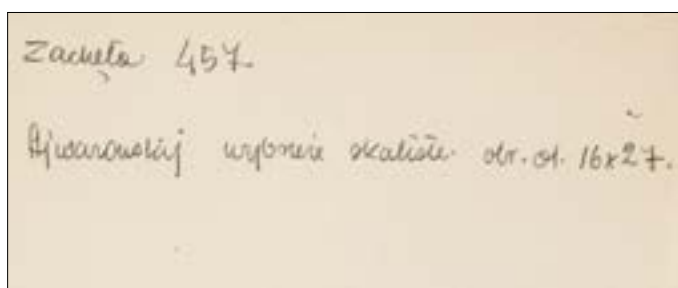 Zachęta 457.
Ajwazowskij wybrzeże skaliste. obr. ol. 16x27.